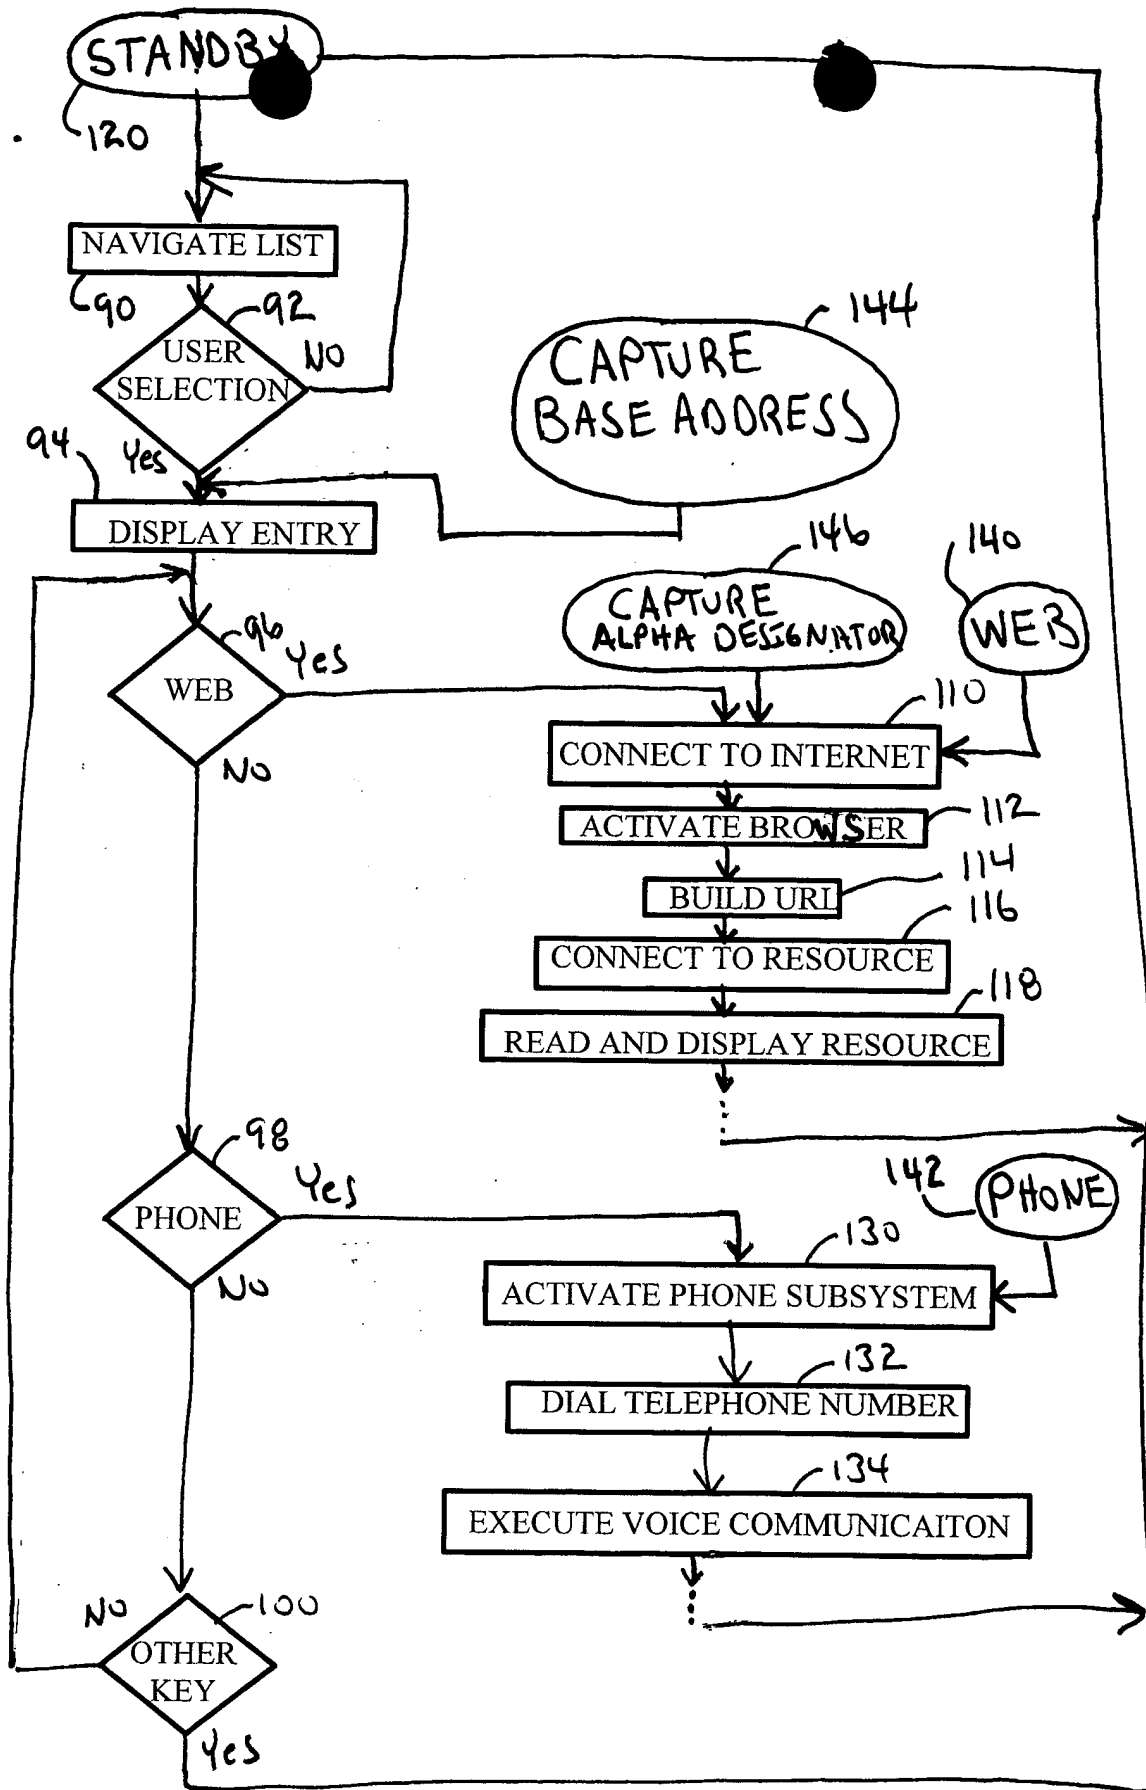 STANDBY
120
NAVIGATE LIST
90
92
USER
SELECTION
NO
Yes
144
CAPTURE
BASE ADDRESS
94
DISPLAY ENTRY
146
CAPTURE
ALPHA DESIGNATOR
140
WEB
96
Yes
WEB
NO
110
CONNECT TO INTERNET
112
ACTIVATE BROWSER
114
BUILD URL
116
CONNECT TO RESOURCE
118
READ AND DISPLAY RESOURCE
98
Yes
PHONE
NO
142
PHONE
130
ACTIVATE PHONE SUBSYSTEM
132
DIAL TELEPHONE NUMBER
134
EXECUTE VOICE COMMUNICAITON
NO
100
OTHER
KEY
Yes